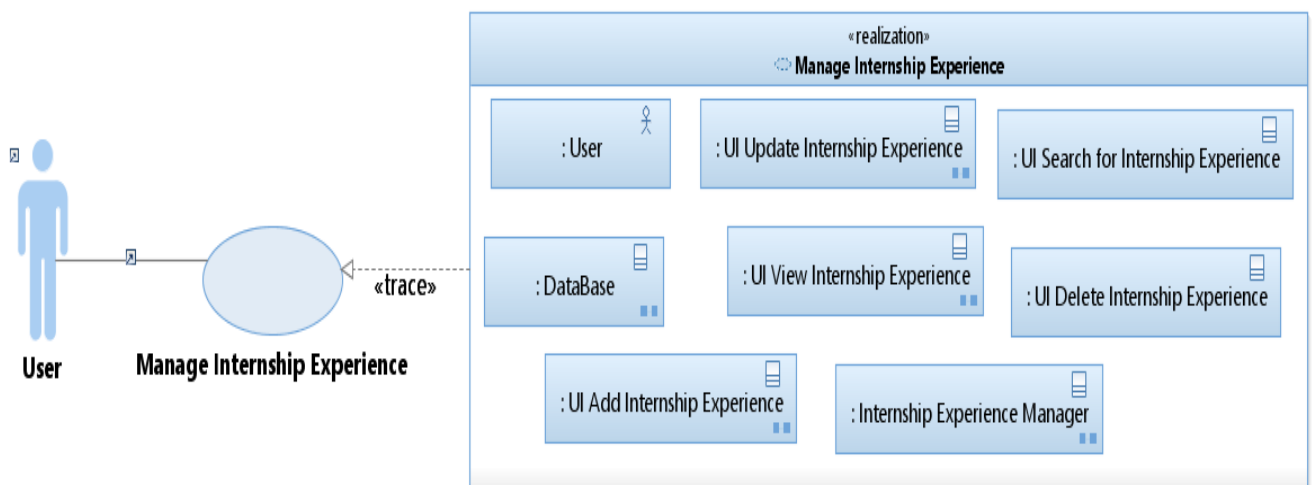 «realization»
Manage Internship Experience
: User
: UI Update Internship Experience
: UI Search for Internship Experience
: DataBase
: UI View Internship Experience
: UI Delete Internship Experience
: UI Add Internship Experience
: Internship Experience Manager
«trace»
User
Manage Internship Experience